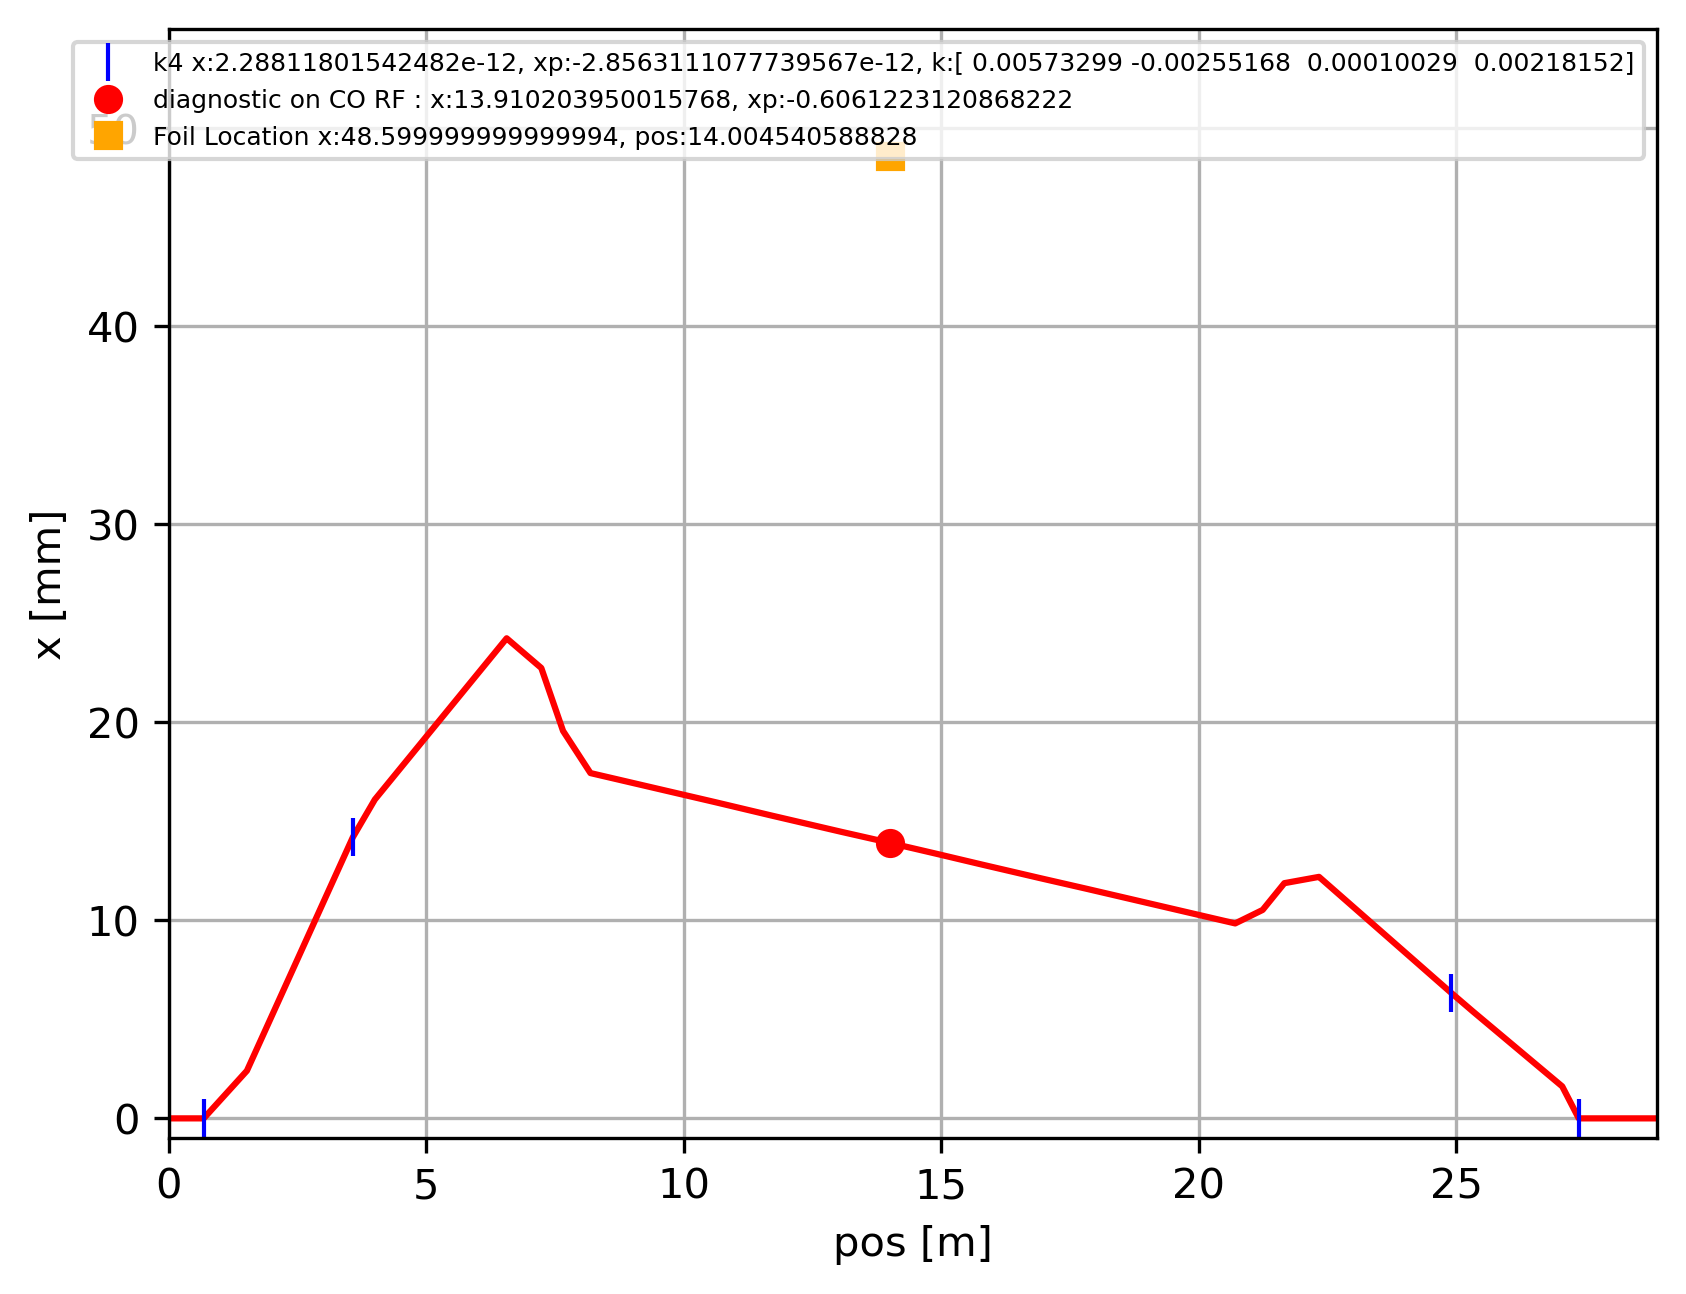 k4 x:2.28811801542482e-12, xp:-2.8563111077739567e-12, k:[ 0.00573299 -0.00255168  0.00010029  0.00218152]
diagnostic on CO RF : x:13.910203950015768, xp:-0.6061223120868222
Foil Location x:48.599999999999994, pos:14.004540588828
50
40
30
20
10
0
x [mm]
0 5 10 15 20 25
pos [m]